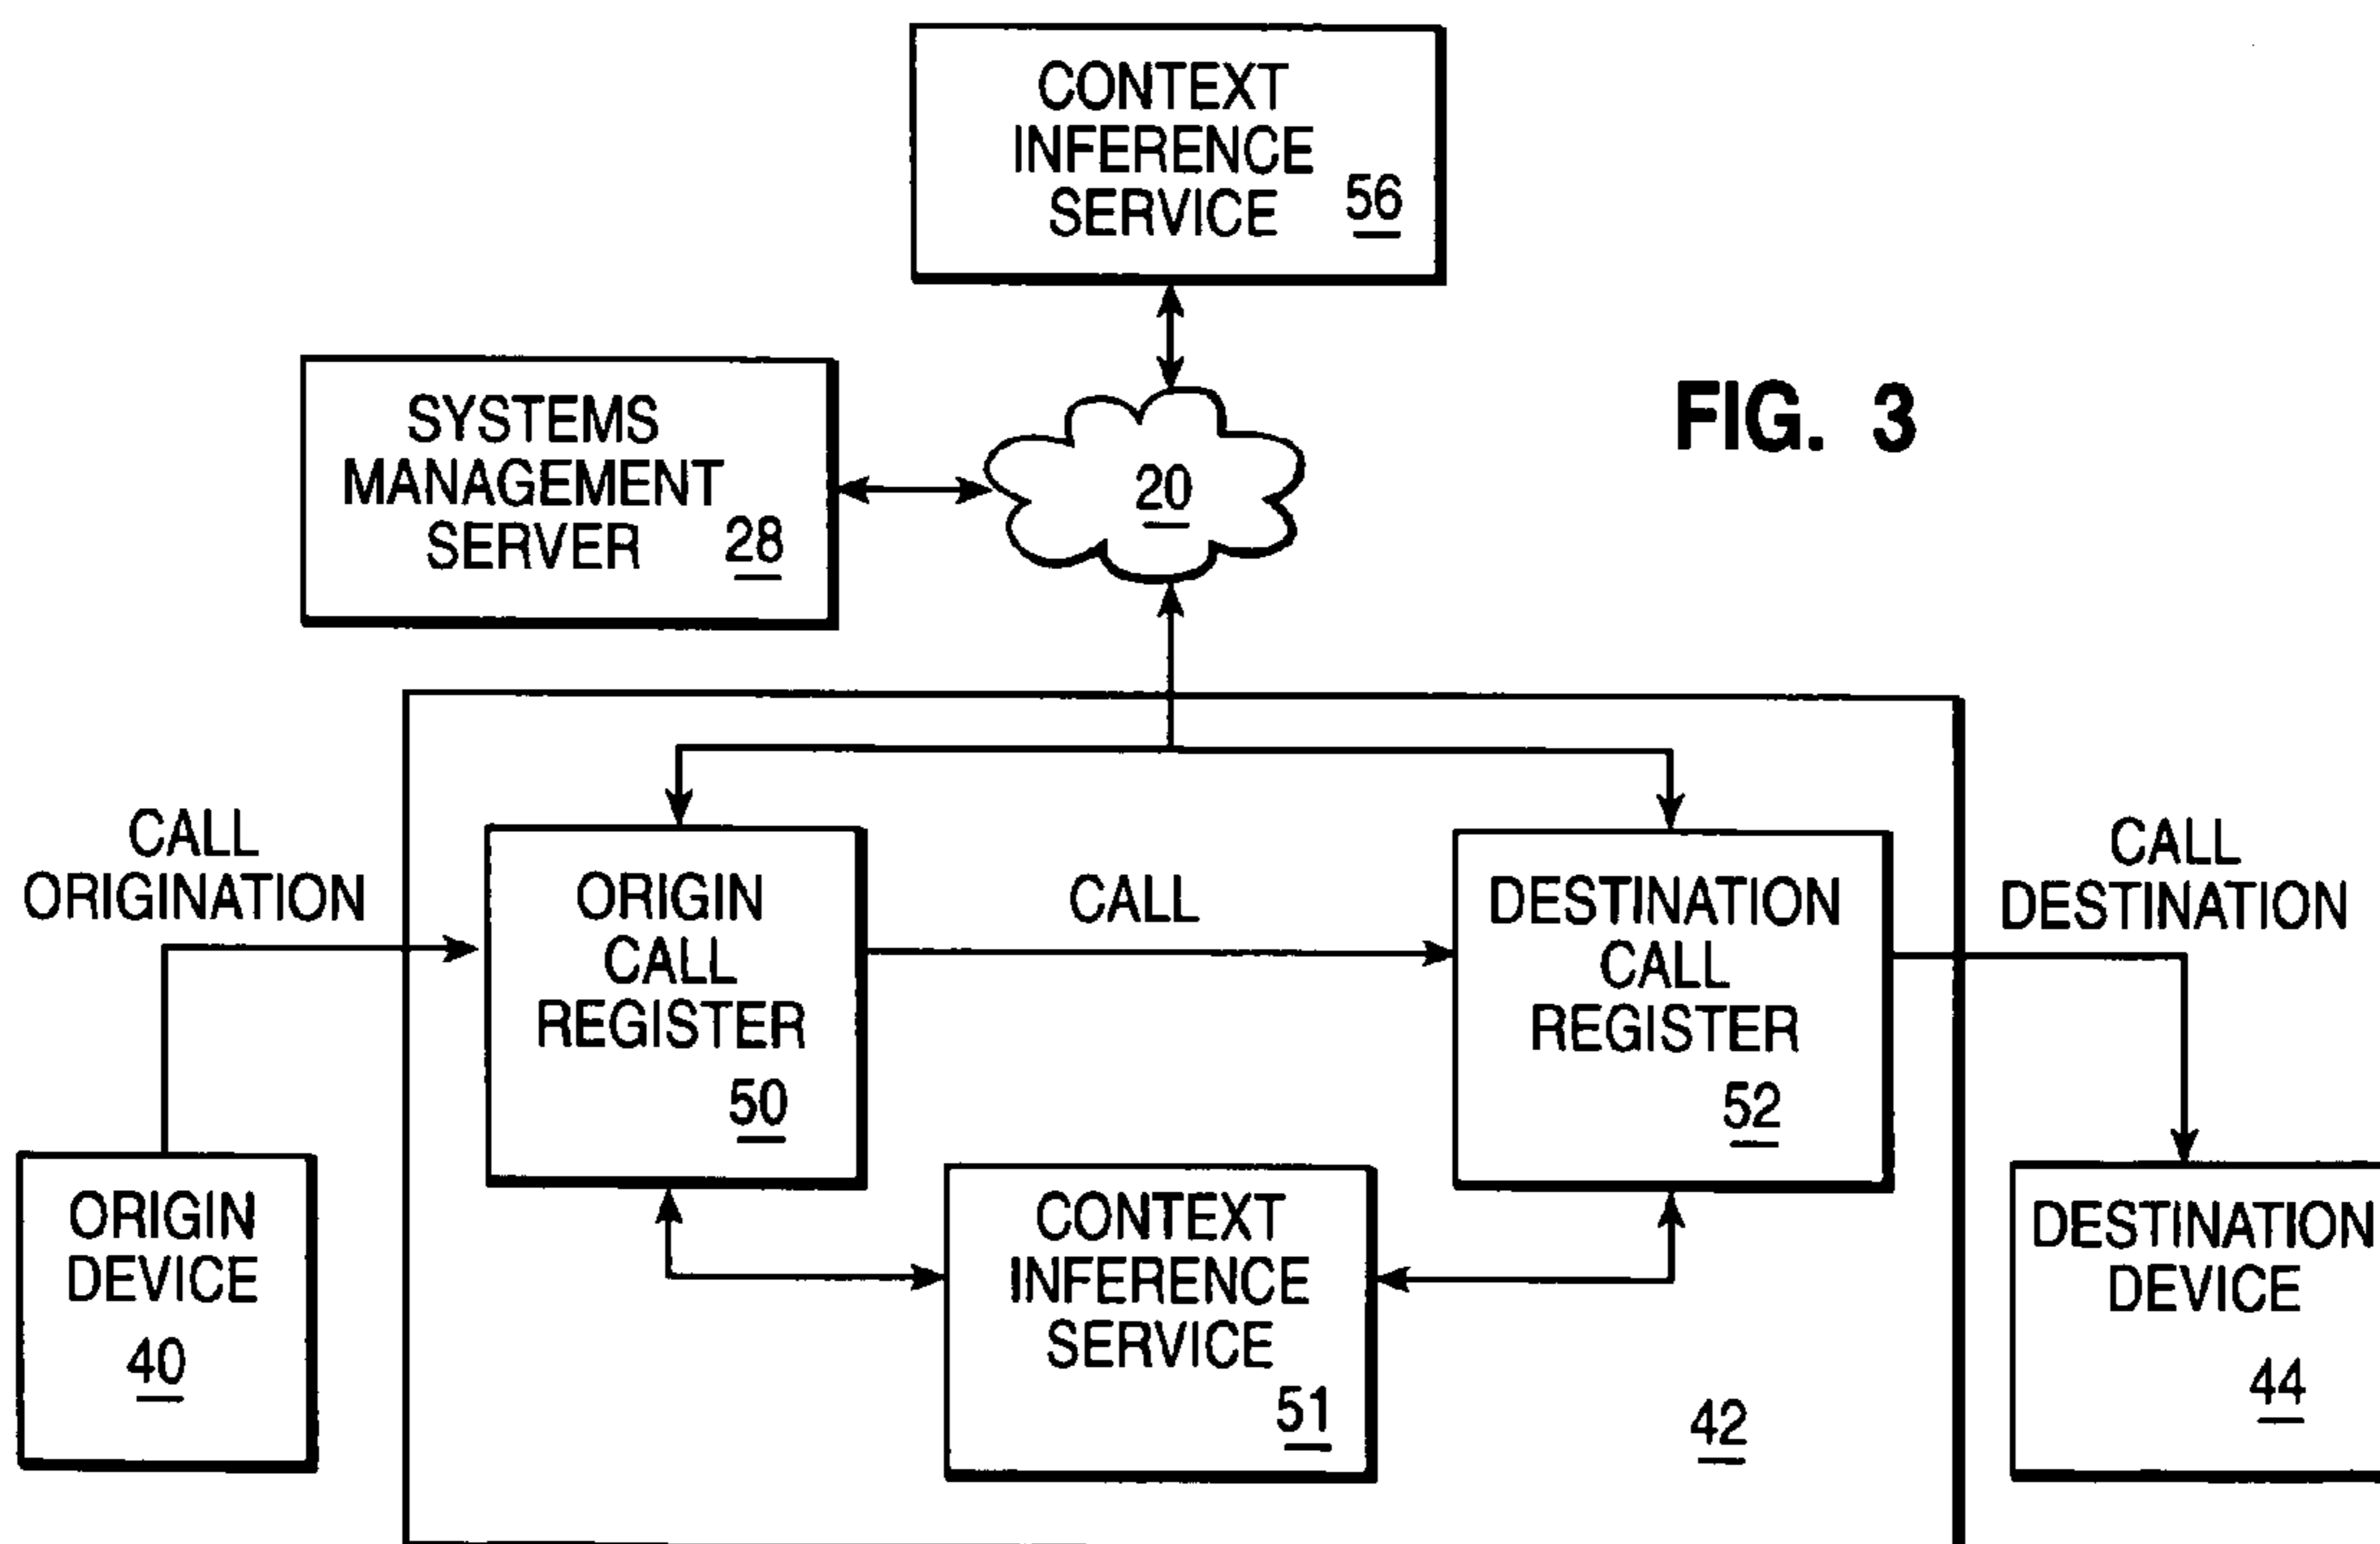 CONTEXT
INFERENCE
SERVICE 56
FIG. 3
SYSTEMS
MANAGEMENT
SERVER 28
20
CALL
ORIGINATION
ORIGIN
CALL
REGISTER
50
CALL
DESTINATION
CALL
REGISTER
52
CALL
DESTINATION
ORIGIN
DEVICE
40
CONTEXT
INFERENCE
SERVICE
51
42
DESTINATION
DEVICE
44